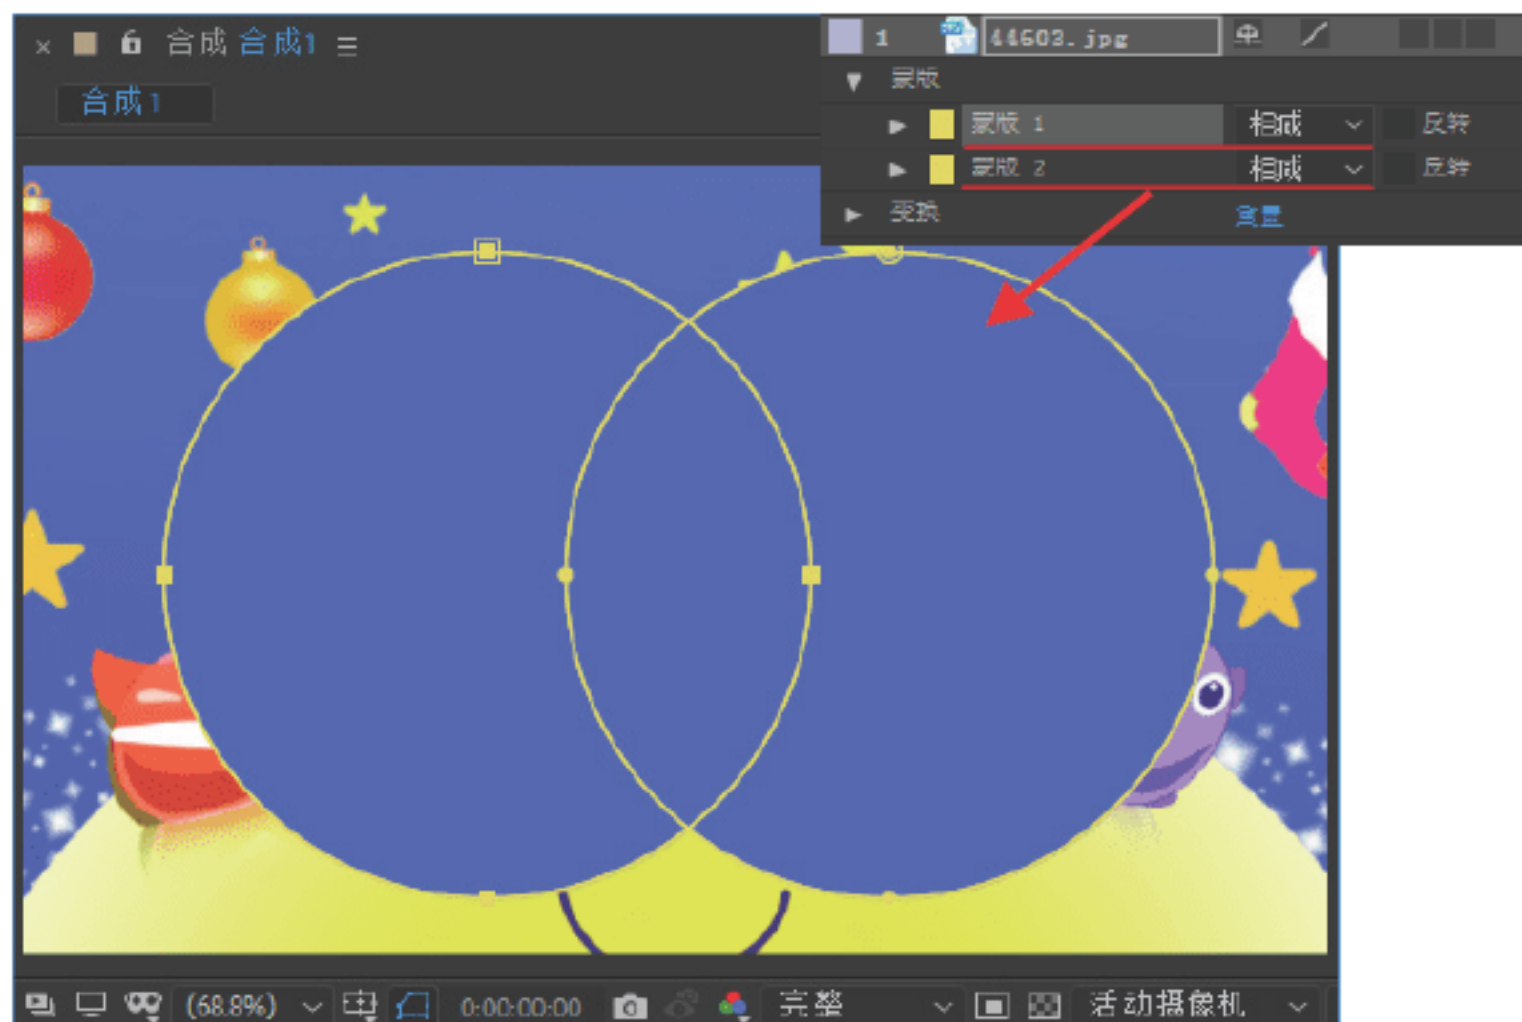 合成 合成1
合成 1
1 44603.jpg
蒙版
蒙版 1 相减 反转
蒙版 2 相减 反转
变换 重置
(68.8%) 0:00:00:00 完整 活动摄像机